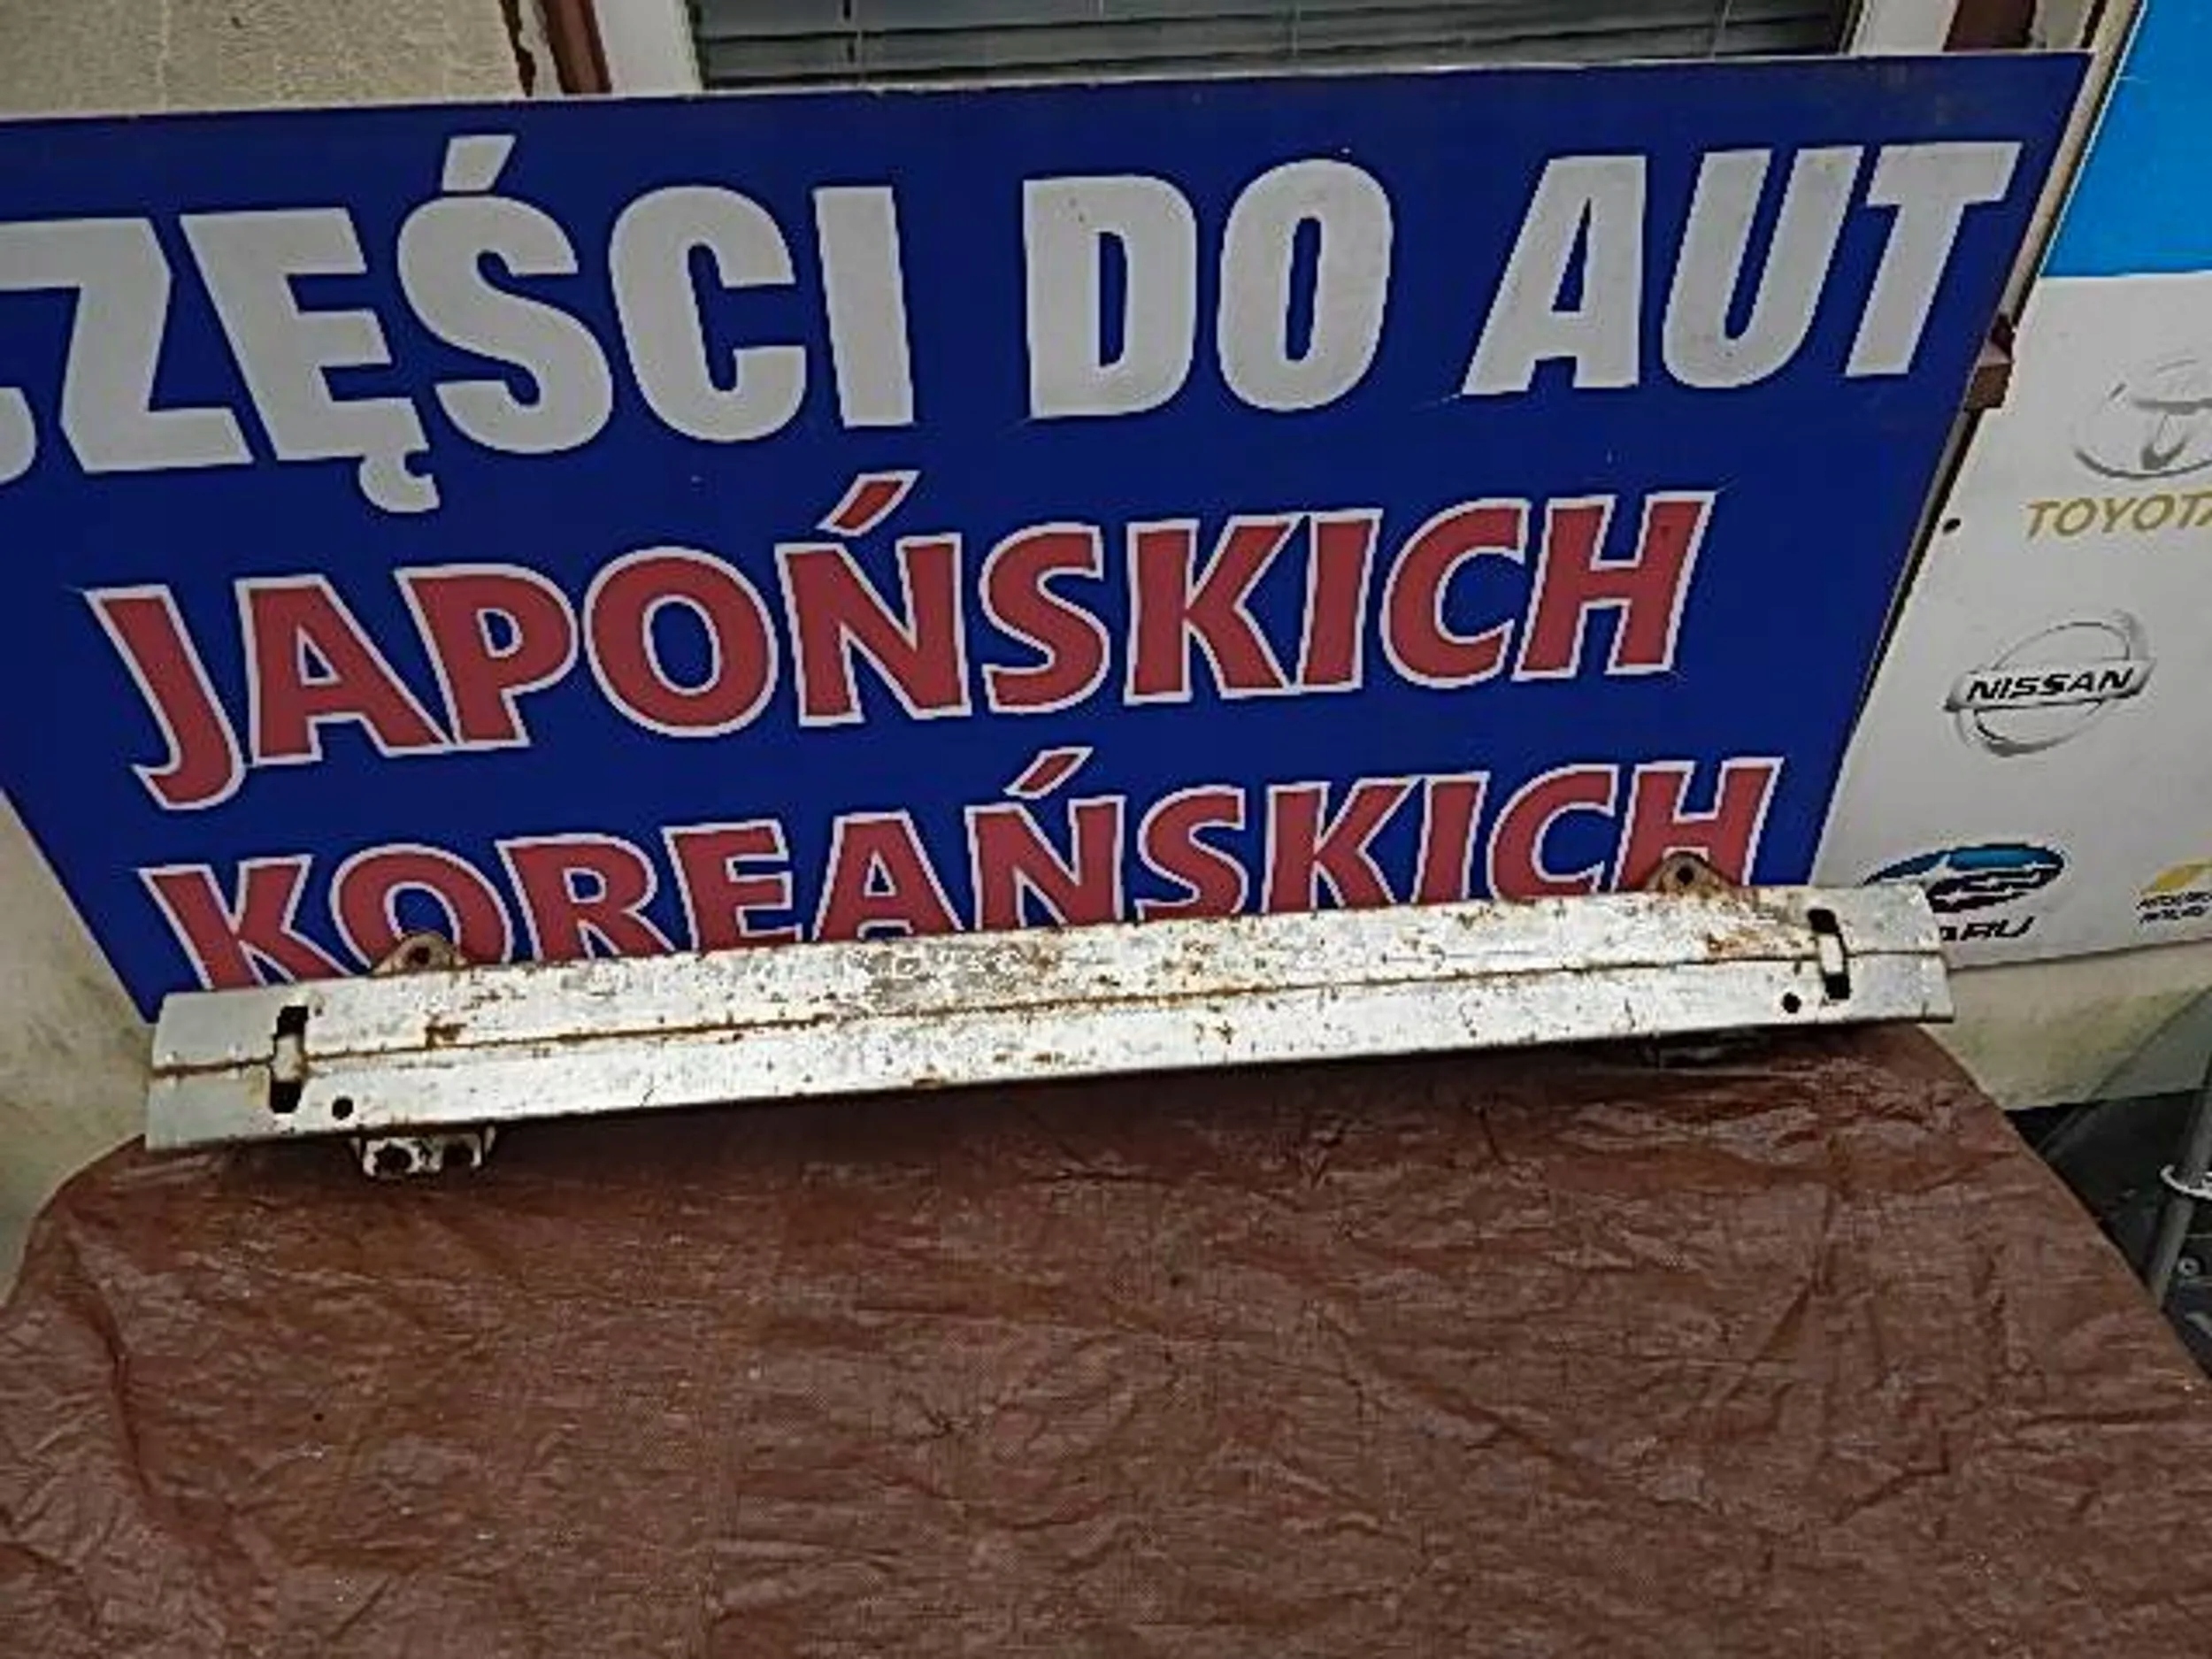 CZĘŚCI DO AUT
JAPOŃSKICH
KOREAŃSKICH
TOYOTA
NISSAN